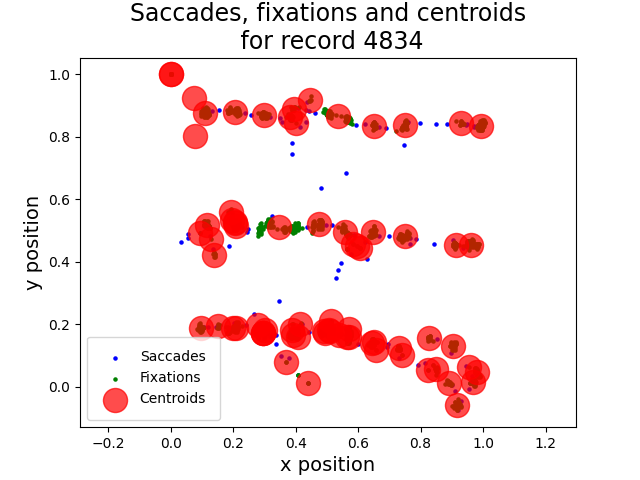 Saccades, fixations and centroids
for record 4834
1.0
0.8
0.6
0.4
0.2
0.0
y position
Saccades
Fixations
Centroids
−0.2
0.0
0.2
0.4
0.6
0.8
1.0
1.2
x position